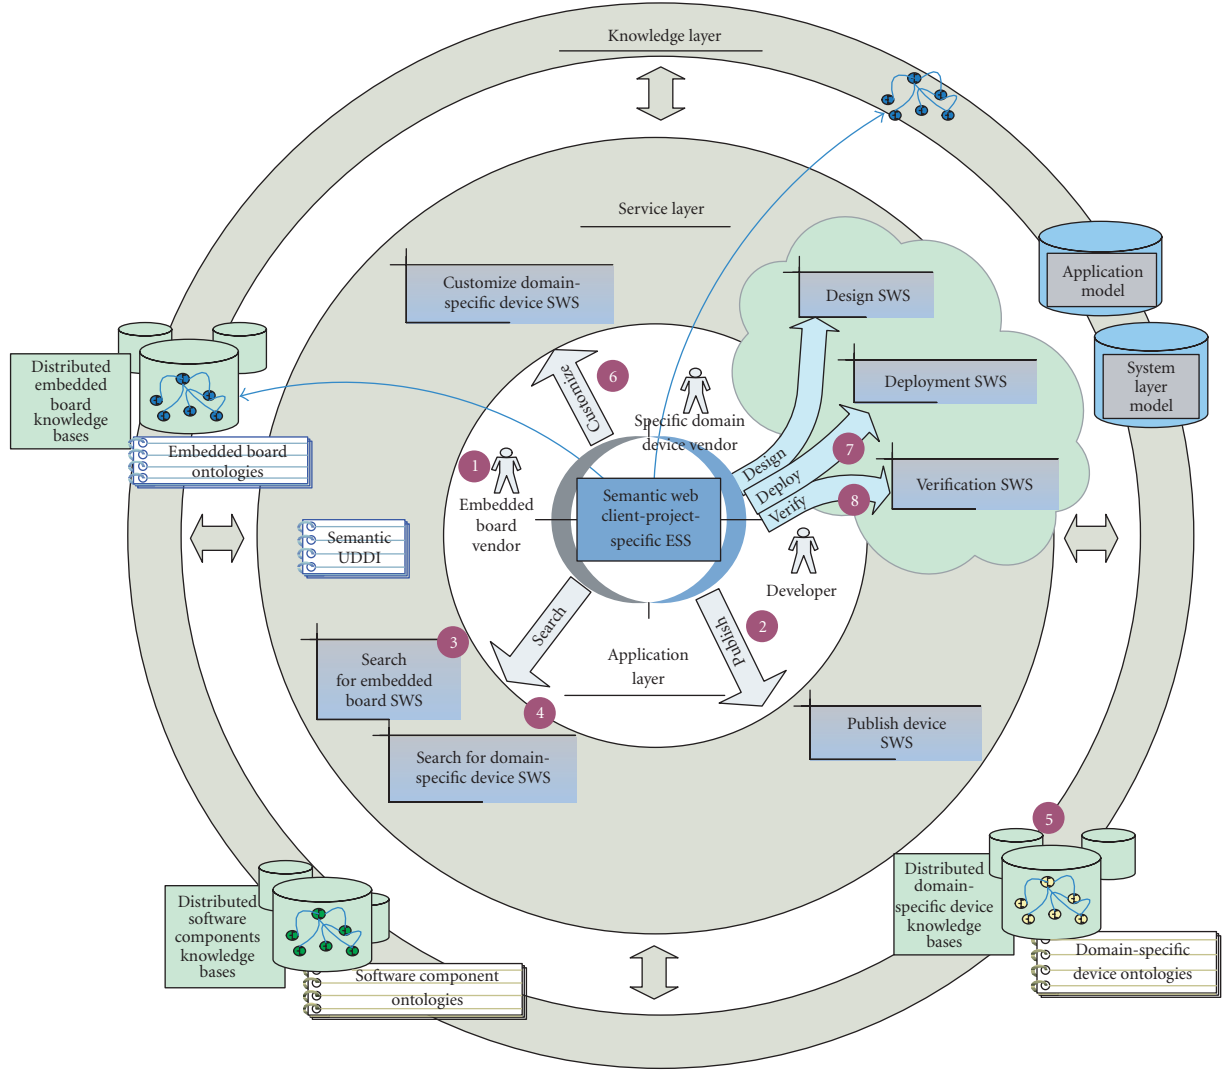 Knowledge layer
Service layer
Customize domain-
specific device SWS
Design SWS
Application
model
System
layer
model
Deployment SWS
Verification SWS
Distributed
embedded
board
knowledge
bases
Embedded board
ontologies
Semantic
UDDI
6
Customize
Specific domain
device vendor
1
Embedded
board
vendor
Semantic web
client-project-
specific ESS
Design
Deploy
Verify
7
8
Developer
Search
2
Publish
3
Search
for embedded
board SWS
Application
layer
4
Search for domain-
specific device SWS
Publish device
SWS
5
Distributed
software
components
knowledge
bases
Software component
ontologies
Distributed
domain-
specific device
knowledge
bases
Domain-specific
device ontologies